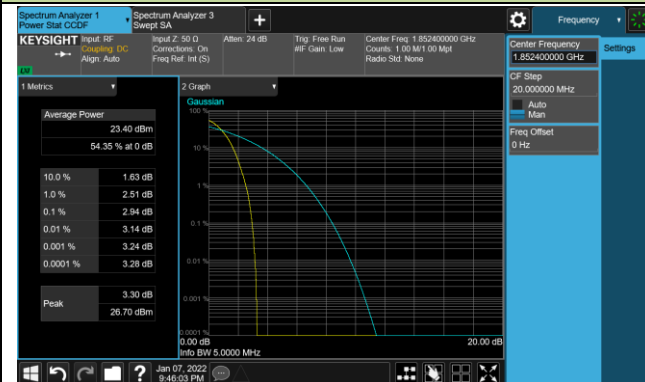 Spectrum Analyzer 1
Power Stat CCDF
Spectrum Analyzer 3
Swept SA
+
Frequency
KEYSIGHT
Input: RF
Coupling: DC
Align: Auto
Input Z: 50 Ω
Corrections: On
Freq Ref: Int (S)
Atten: 24 dB
Trig: Free Run
#IF Gain: Low
Center Freq: 1.852400000 GHz
Counts: 1.00 M/1.00 Mpt
Radio Std: None
Center Frequency
1.852400000 GHz
Settings
CF Step
20.000000 MHz
Auto
Man
Freq Offset
0 Hz
1 Metrics
2 Graph
Average Power
23.40 dBm
54.35 % at 0 dB
10.0 % 1.63 dB
1.0 % 2.51 dB
0.1 % 2.94 dB
0.01 % 3.14 dB
0.001 % 3.24 dB
0.0001 % 3.28 dB
Peak
3.30 dB
26.70 dBm
Gaussian
100 %
10 %
1 %
0.1 %
0.01 %
0.001 %
0.0001 %
0.00 dB
20.00 dB
Info BW 5.0000 MHz
?
Jan 07, 2022
9:46:03 PM